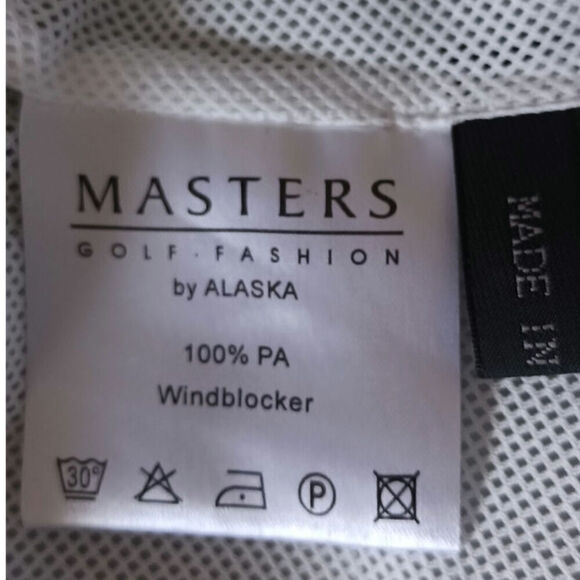 MASTERS
GOLF·FASHION
by ALASKA
100% PA
Windblocker
30°
P
MADE IN